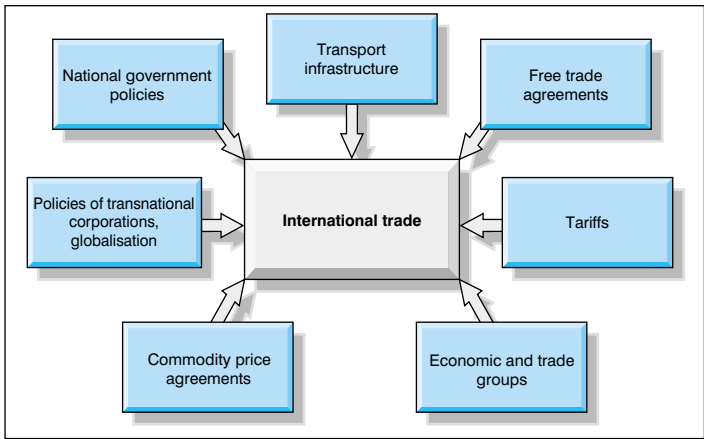 Transport
infrastructure
National government
policies
Free trade
agreements
Policies of transnational
corporations,
globalisation
International trade
Tariffs
Commodity price
agreements
Economic and trade
groups